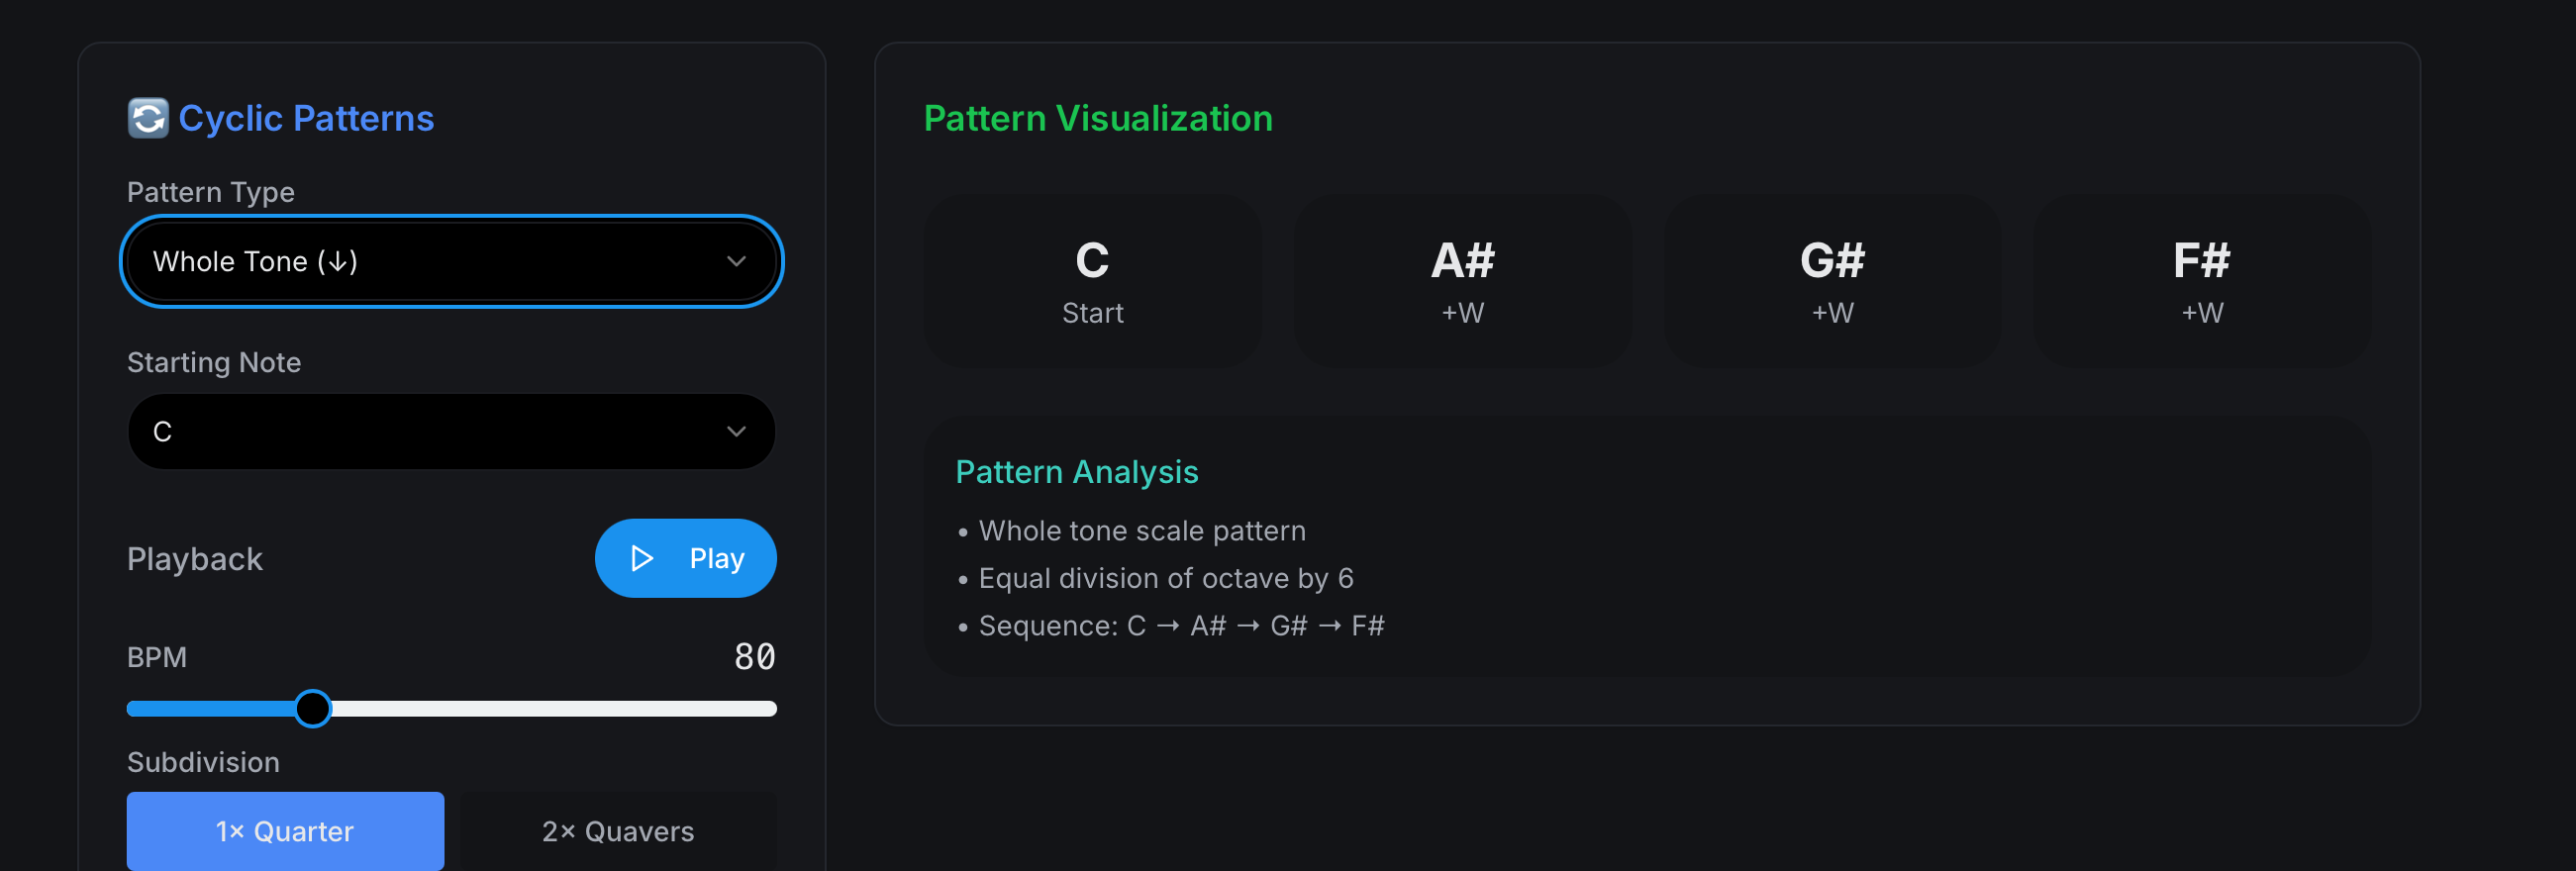 Cyclic Patterns
Pattern Type
Whole Tone (↓)
Starting Note
C
Playback
Play
BPM
80
Subdivision
1× Quarter
2× Quavers
Pattern Visualization
C
Start
A#
+W
G#
+W
F#
+W
Pattern Analysis
• Whole tone scale pattern
• Equal division of octave by 6
• Sequence: C → A# → G# → F#